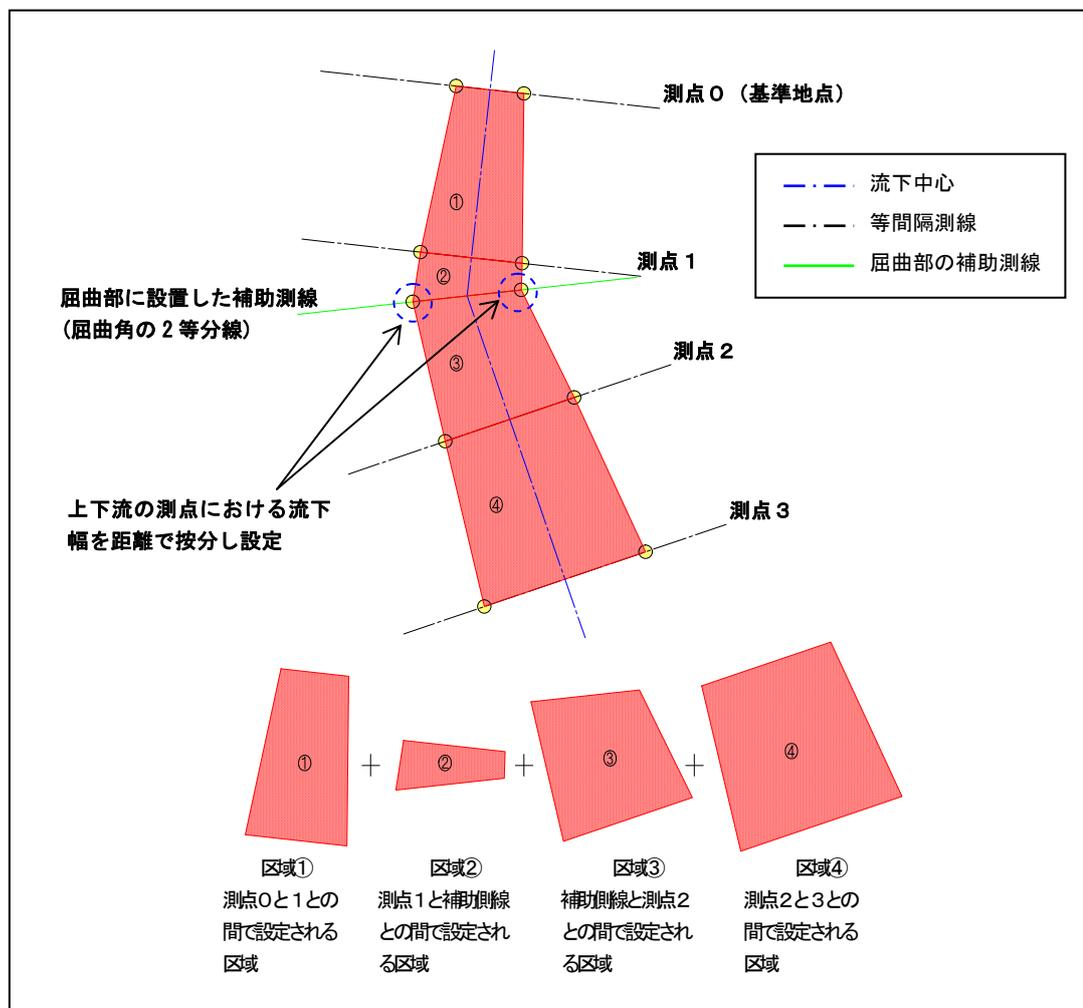 測点０（基準地点）
流下中心
等間隔測線
屈曲部の補助測線
①
測点１
②
屈曲部に設置した補助測線
(屈曲角の２等分線)
測点２
③
上下流の測点における流下
幅を距離で按分し設定
④
測点３
① + ② + ③ + ④
区域①
測点0と1との
間で設定される
区域
区域②
測点1と補助側線
との間で設定され
る区域
区域③
補助側線と測点2
との間で設定され
る区域
区域④
測点2と3との
間で設定される
区域